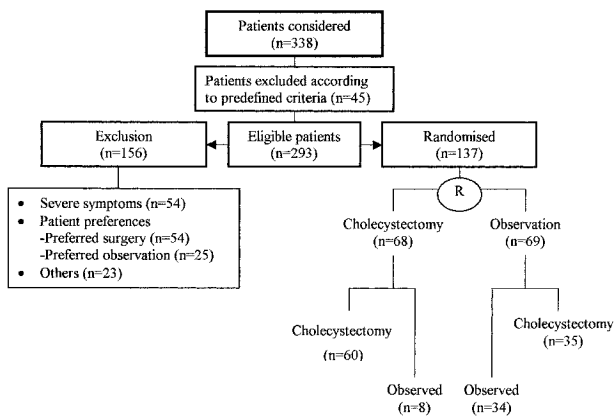 Patients considered
(n=338)
Patients excluded according
to predefined criteria (n=45)
Exclusion
(n=156)
Eligible patients
(n=293)
Randomised
(n=137)
• Severe symptoms (n=54)
• Patient preferences
-Preferred surgery (n=54)
-Preferred observation (n=25)
• Others (n=23)
R
Cholecystectomy
(n=68)
Observation
(n=69)
Cholecystectomy
(n=60)
Cholecystectomy
(n=35)
Observed
(n=8)
Observed
(n=34)